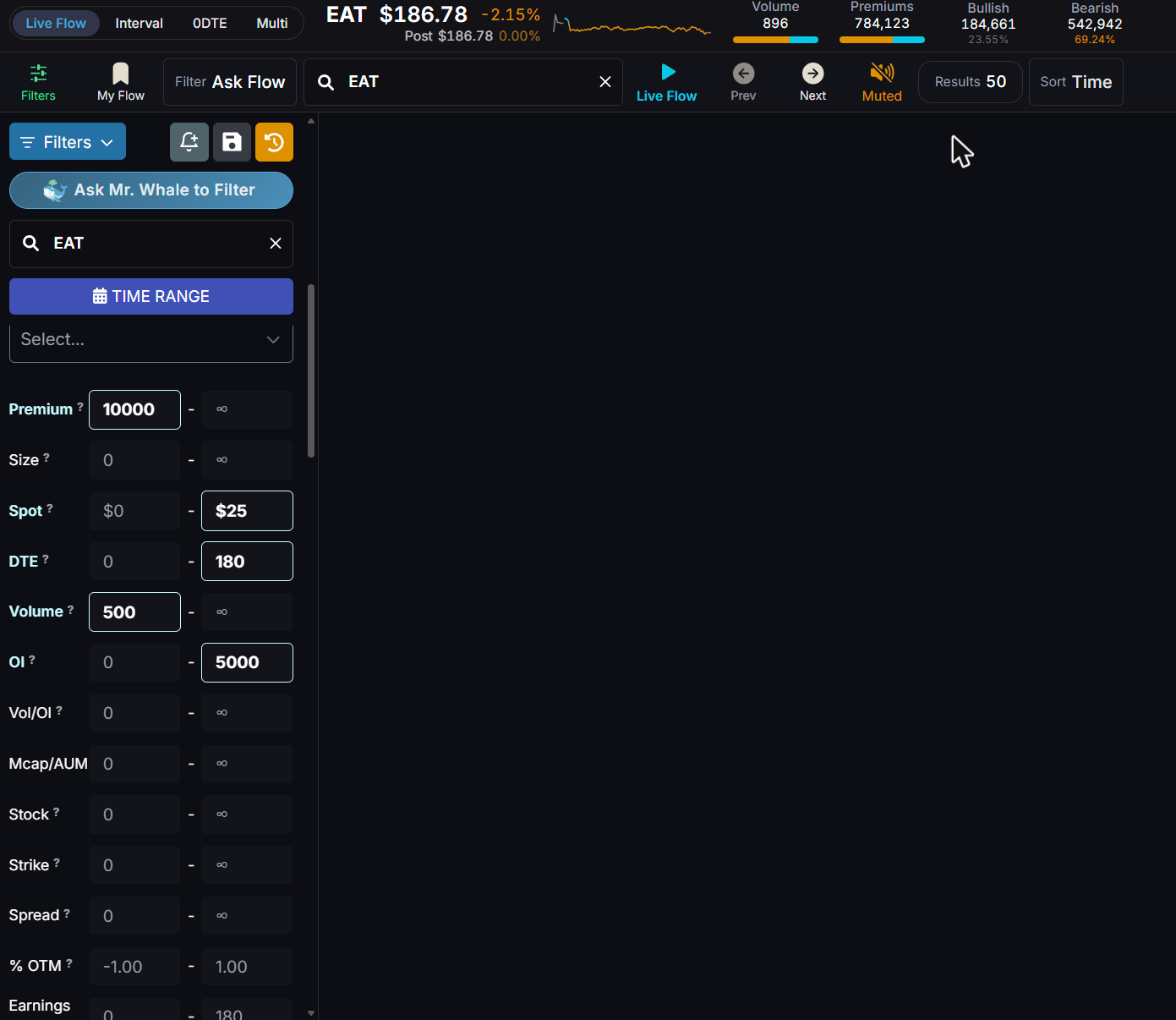 Live Flow Interval 0DTE Multi
EAT $186.78 -2.15%
Post $186.78 0.00%
Volume
896
Premiums
784,123
Bullish
184,661
23.55%
Bearish
542,942
69.24%
Filters
My Flow
Filter Ask Flow
EAT
Live Flow
Prev
Next
Muted
Results 50
Sort Time
Filters
Ask Mr. Whale to Filter
EAT
TIME RANGE
Select...
Premium ? 10000 - ∞
Size ? 0 - ∞
Spot ? $0 - $25
DTE ? 0 - 180
Volume ? 500 - ∞
OI ? 0 - 5000
Vol/OI ? 0 - ∞
Mcap/AUM 0 - ∞
Stock ? 0 - ∞
Strike ? 0 - ∞
Spread ? 0 - ∞
% OTM ? -1.00 - 1.00
Earnings 0 - 180